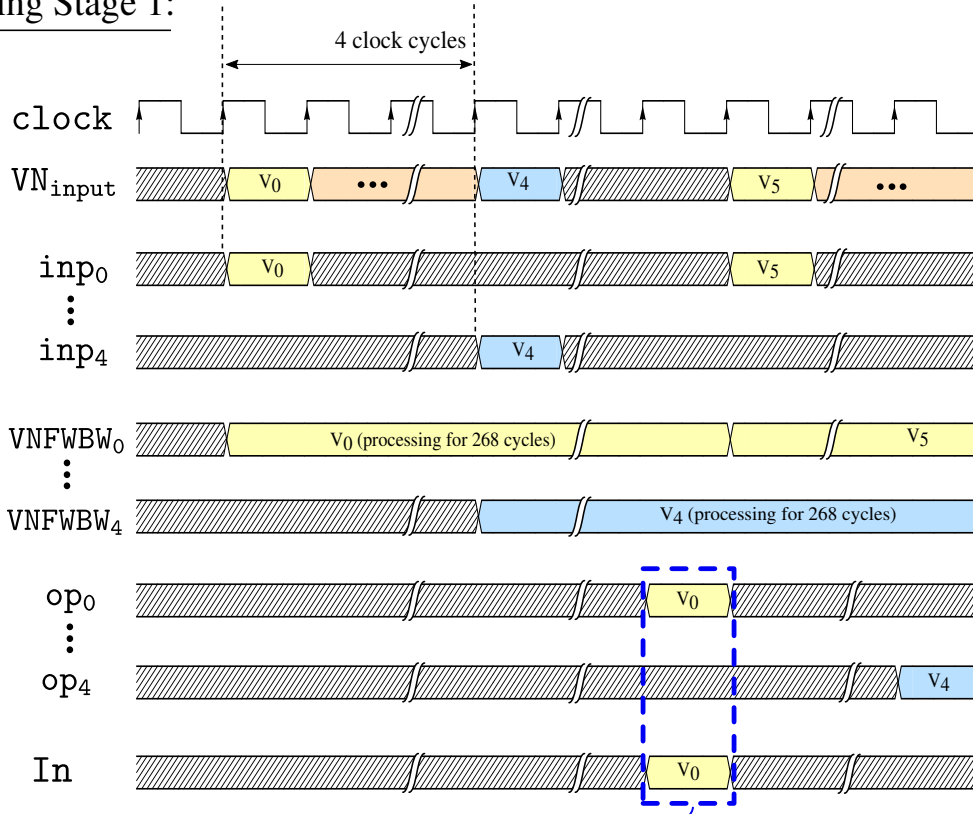 ing Stage 1:
4 clock cycles
clock
VNinput V0 ••• V4 V5 •••
inp0 V0 V5
inp4 V4
VNFWBW0 V0 (processing for 268 cycles) V5
VNFWBW4 V4 (processing for 268 cycles)
op0 V0
op4 V4
In V0